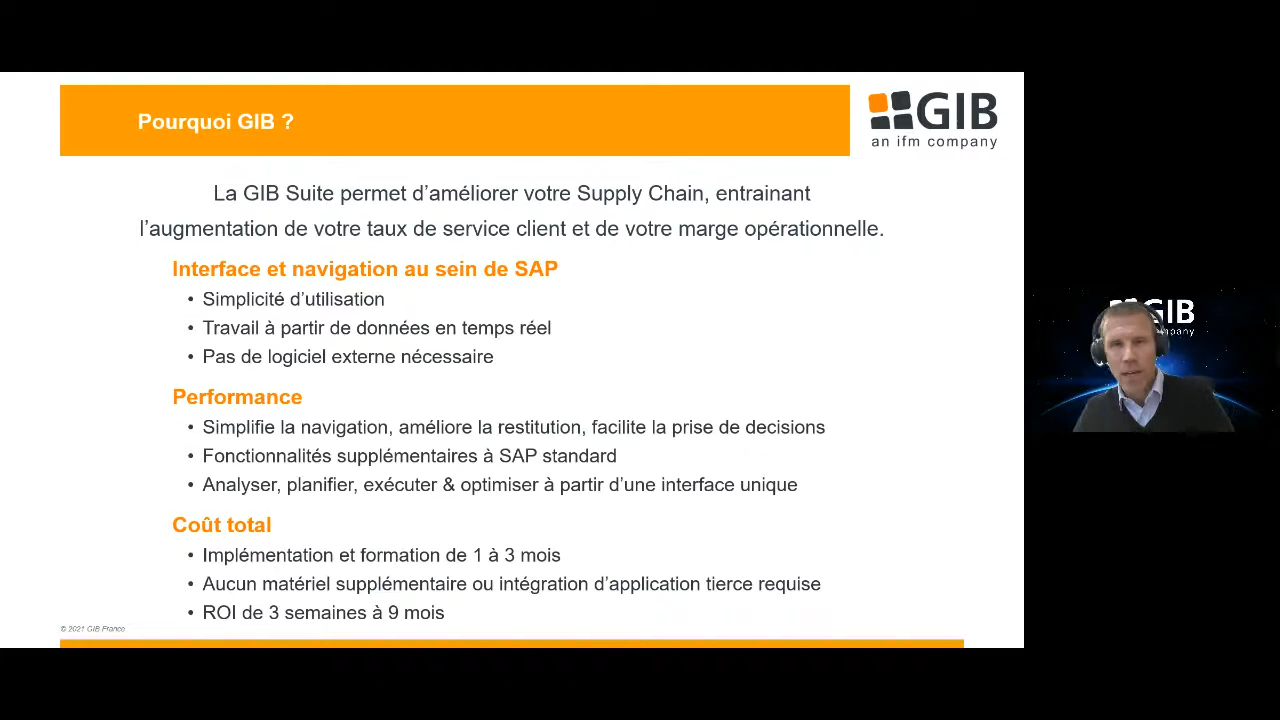 Pourquoi GIB ?
GIB
an ifm company
La GIB Suite permet d’améliorer votre Supply Chain, entrainant
l’augmentation de votre taux de service client et de votre marge opérationnelle.
Interface et navigation au sein de SAP
• Simplicité d’utilisation
• Travail à partir de données en temps réel
• Pas de logiciel externe nécessaire
Performance
• Simplifie la navigation, améliore la restitution, facilite la prise de decisions
• Fonctionnalités supplémentaires à SAP standard
• Analyser, planifier, exécuter & optimiser à partir d’une interface unique
Coût total
• Implémentation et formation de 1 à 3 mois
• Aucun matériel supplémentaire ou intégration d’application tierce requise
• ROI de 3 semaines à 9 mois
© 2021 GIB France
GIB